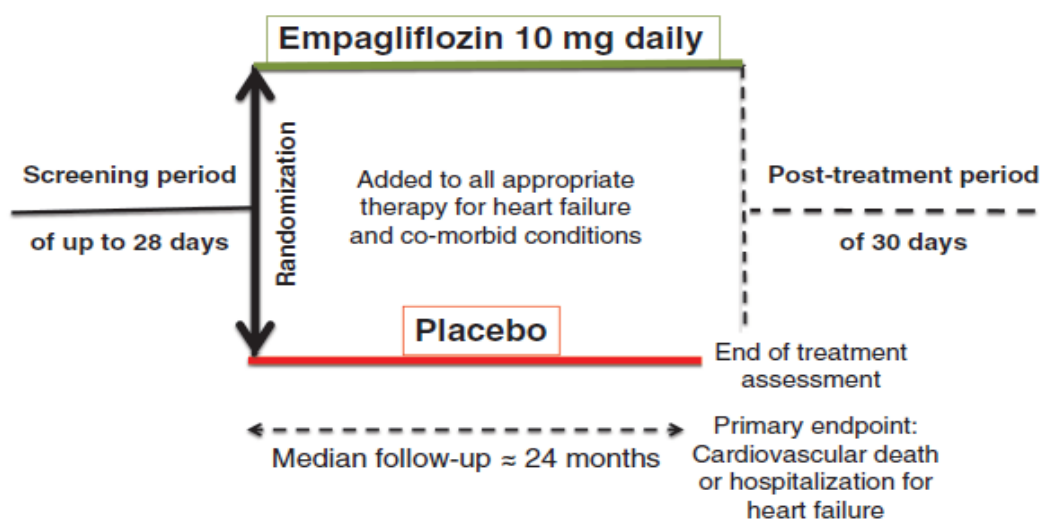 Empagliflozin 10 mg daily
Screening period
of up to 28 days
Randomization
Added to all appropriate
therapy for heart failure
and co-morbid conditions
Post-treatment period
of 30 days
Placebo
End of treatment
assessment
Median follow-up ≈ 24 months
Primary endpoint:
Cardiovascular death
or hospitalization for
heart failure